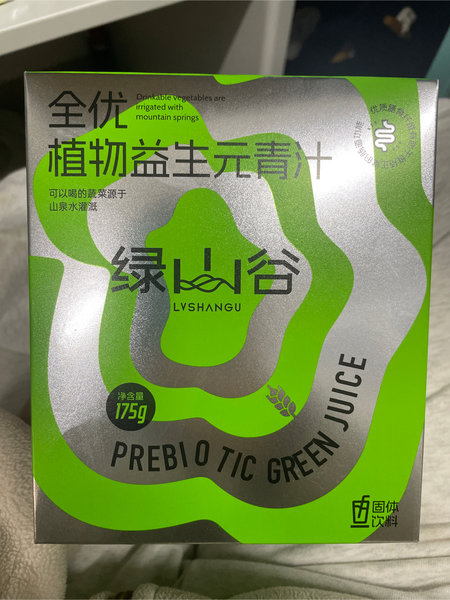 全优
Drinkable vegetables are
irrigated with
mountain springs
植物益生元青汁
可以喝的蔬菜源于
山泉水灌溉
绿山谷
LVSHANGU
净含量
175g
PREBIOTIC GREEN JUICE
固体
饮料